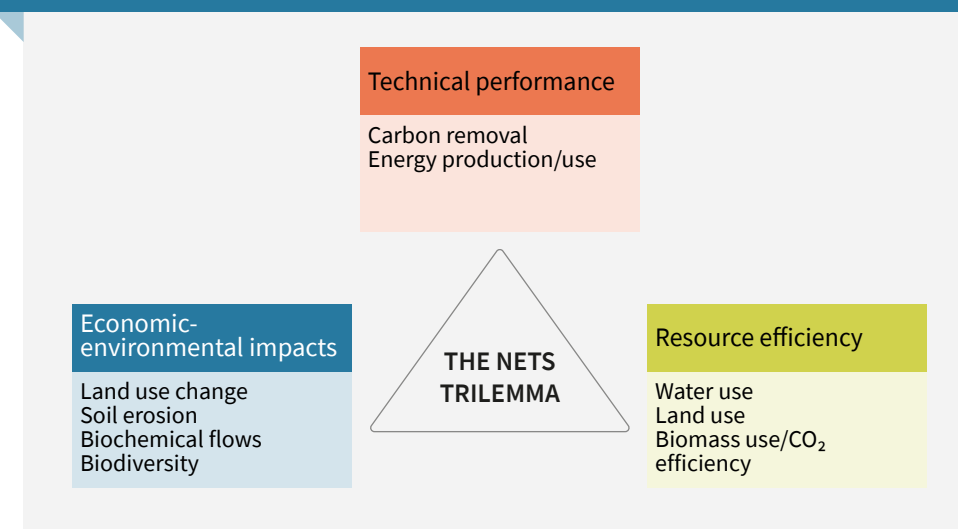 Technical performance
Carbon removal
Energy production/use
Economic-
environmental impacts
Land use change
Soil erosion
Biochemical flows
Biodiversity
THE NETS
TRILEMMA
Resource efficiency
Water use
Land use
Biomass use/CO₂
efficiency